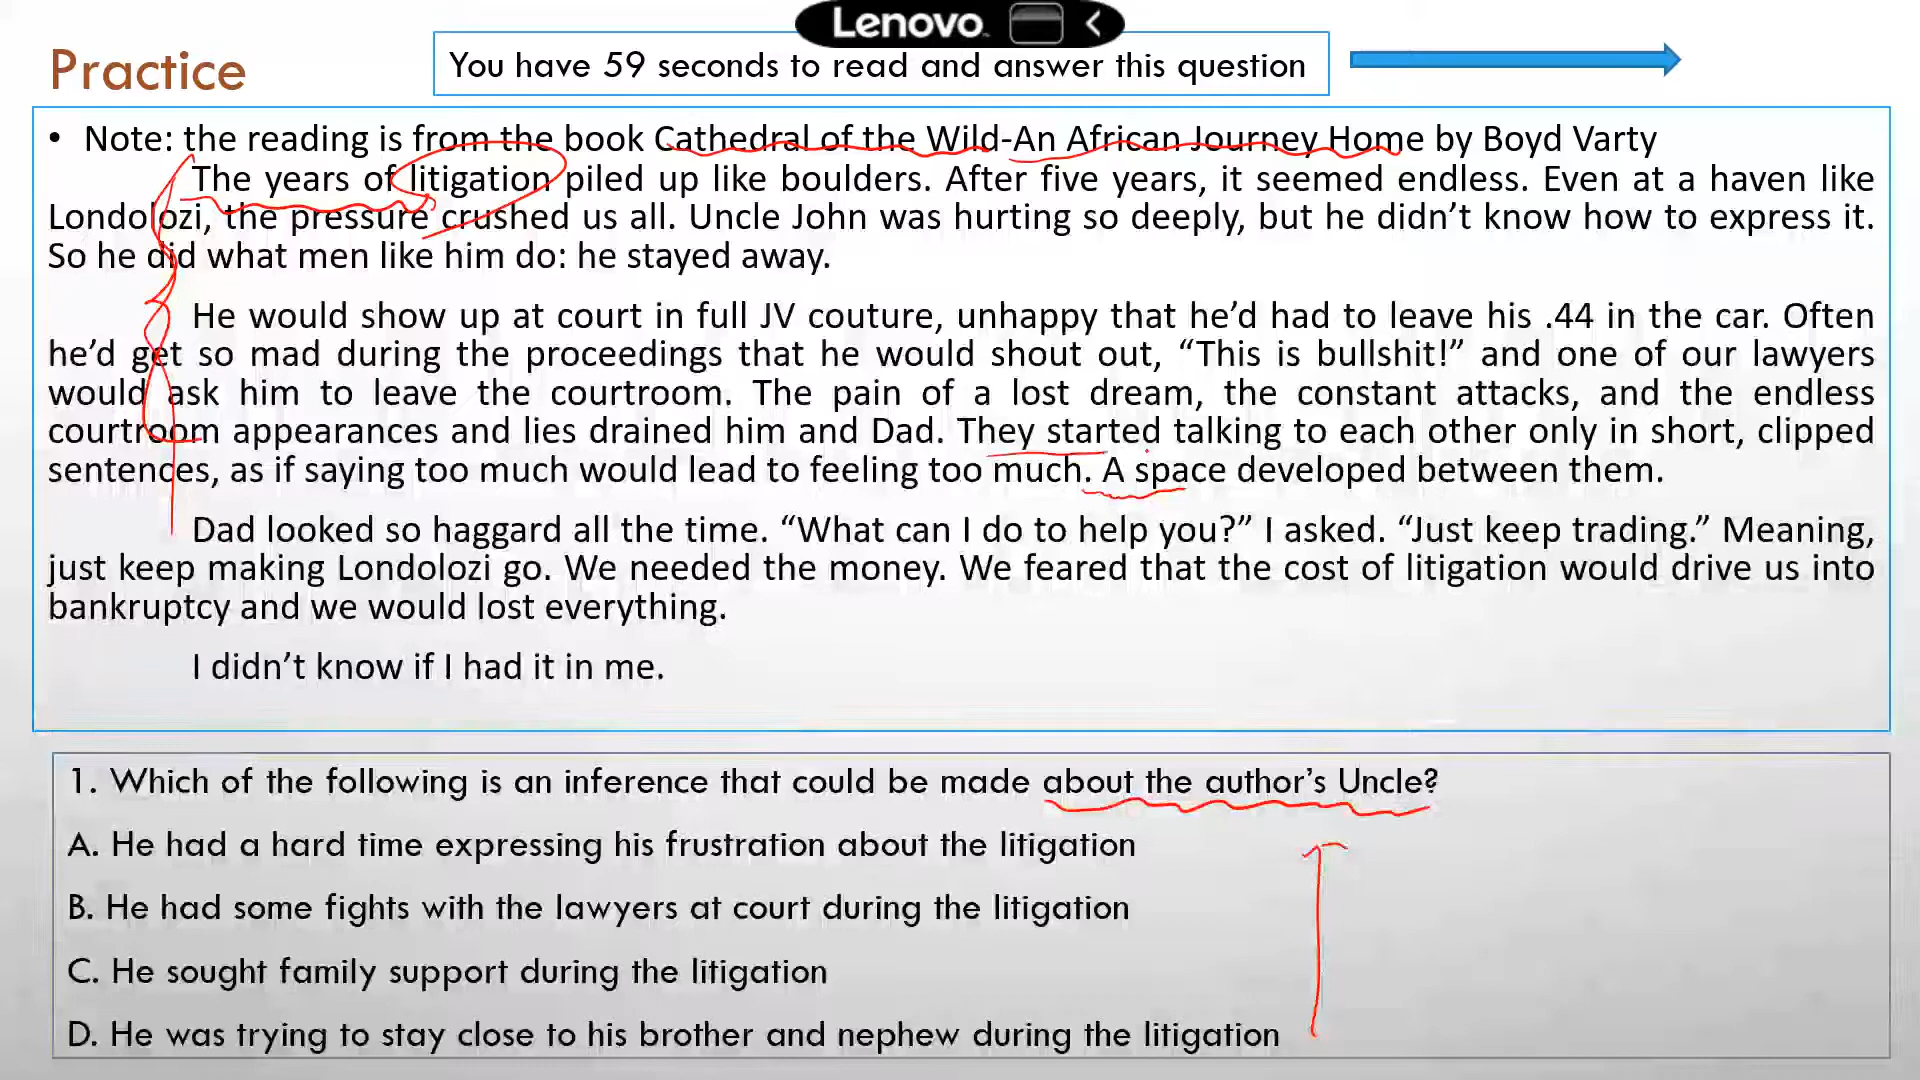 Lenovo
Practice
You have 59 seconds to read and answer this question
• Note: the reading is from the book Cathedral of the Wild-An African Journey Home by Boyd Varty
The years of litigation piled up like boulders. After five years, it seemed endless. Even at a haven like
Londolozi, the pressure crushed us all. Uncle John was hurting so deeply, but he didn’t know how to express it.
So he did what men like him do: he stayed away.
He would show up at court in full JV couture, unhappy that he’d had to leave his .44 in the car. Often
he’d get so mad during the proceedings that he would shout out, “This is bullshit!” and one of our lawyers
would ask him to leave the courtroom. The pain of a lost dream, the constant attacks, and the endless
courtroom appearances and lies drained him and Dad. They started talking to each other only in short, clipped
sentences, as if saying too much would lead to feeling too much. A space developed between them.
Dad looked so haggard all the time. “What can I do to help you?” I asked. “Just keep trading.” Meaning,
just keep making Londolozi go. We needed the money. We feared that the cost of litigation would drive us into
bankruptcy and we would lost everything.
I didn’t know if I had it in me.
1. Which of the following is an inference that could be made about the author’s Uncle?
A. He had a hard time expressing his frustration about the litigation
B. He had some fights with the lawyers at court during the litigation
C. He sought family support during the litigation
D. He was trying to stay close to his brother and nephew during the litigation